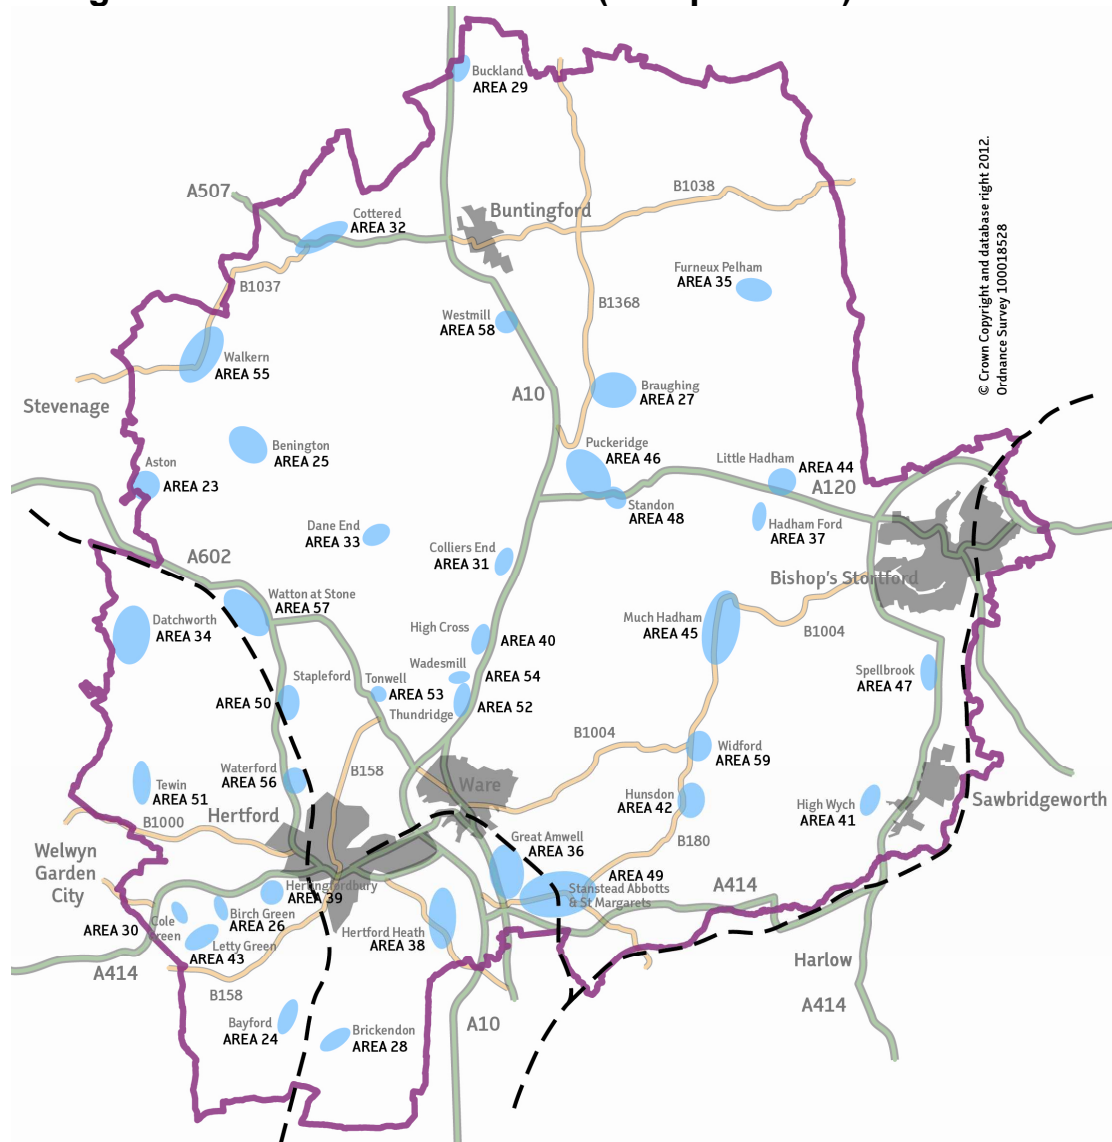 Buckland
AREA 29
© Crown Copyright and database right 2012.
Ordnance Survey 100018528
A507
B1038
Cottered
AREA 32
Buntingford
Furneux Pelham
AREA 35
B1037
B1368
Westmill
AREA 58
Walkern
AREA 55
Stevenage
A10
Braughing
AREA 27
Benington
AREA 25
Puckeridge
AREA 46
Little Hadham
AREA 44
A120
Aston
AREA 23
Standon
AREA 48
Hadham Ford
AREA 37
Dane End
AREA 33
Colliers End
AREA 31
A602
Bishop's Stortford
Watton at Stone
AREA 57
Datchworth
AREA 34
High Cross
AREA 40
Much Hadham
AREA 45
B1004
Wadesmill
AREA 54
Spellbrook
AREA 47
Stapleford
AREA 50
Tonwell
AREA 53
Thundridge
AREA 52
B1004
Widford
AREA 59
Waterford
AREA 56
B158
Ware
Tewin
AREA 51
Hunsdon
AREA 42
High Wych
AREA 41
Sawbridgeworth
B1000
Hertford
Great Amwell
AREA 36
B180
Welwyn
Garden
City
AREA 49
Stanstead Abbotts
& St Margarets
A414
Hertingfordbury
AREA 39
Birch Green
AREA 26
Cole
Green
AREA 30
Letty Green
AREA 43
Hertford Heath
AREA 38
A414
Harlow
B158
A414
Bayford
AREA 24
Brickendon
AREA 28
A10